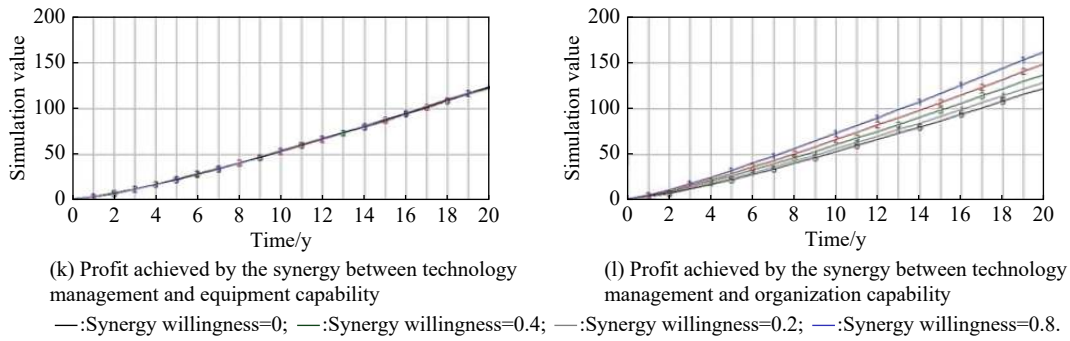 200
150
100
50
0
Simulation value
0 2 4 6 8 10 12 14 16 18 20
Time/y
(k) Profit achieved by the synergy between technology
management and equipment capability
200
150
100
50
0
Simulation value
0 2 4 6 8 10 12 14 16 18 20
Time/y
(l) Profit achieved by the synergy between technology
management and organization capability
—:Synergy willingness=0; —:Synergy willingness=0.4; —:Synergy willingness=0.2; —:Synergy willingness=0.8.